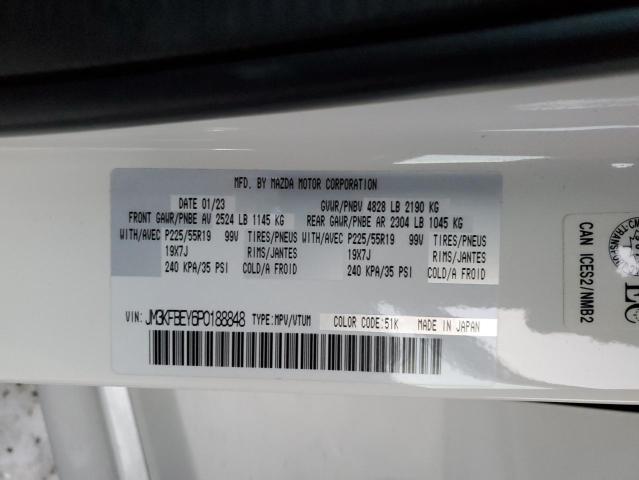 MFD. BY MAZDA MOTOR CORPORATION
DATE 01/23 GVWR/PNBV 4828 LB 2190 KG
FRONT GAWR/PNBE AV 2524 LB 1145 KG REAR GAWR/PNBE AR 2304 LB 1045 KG
WITH/AVEC P225/55R19 99V TIRES/PNEUS WITH/AVEC P225/55R19 99V TIRES/PNEUS
19X7J RIMS/JANTES 19X7J RIMS/JANTES
240 KPA/35 PSI COLD/A FROID 240 KPA/35 PSI COLD/A FROID
VIN: JM3KFBEY6P0188848 TYPE:MPV/VTUM COLOR CODE:51K MADE IN JAPAN
CAN ICES2/NMB2